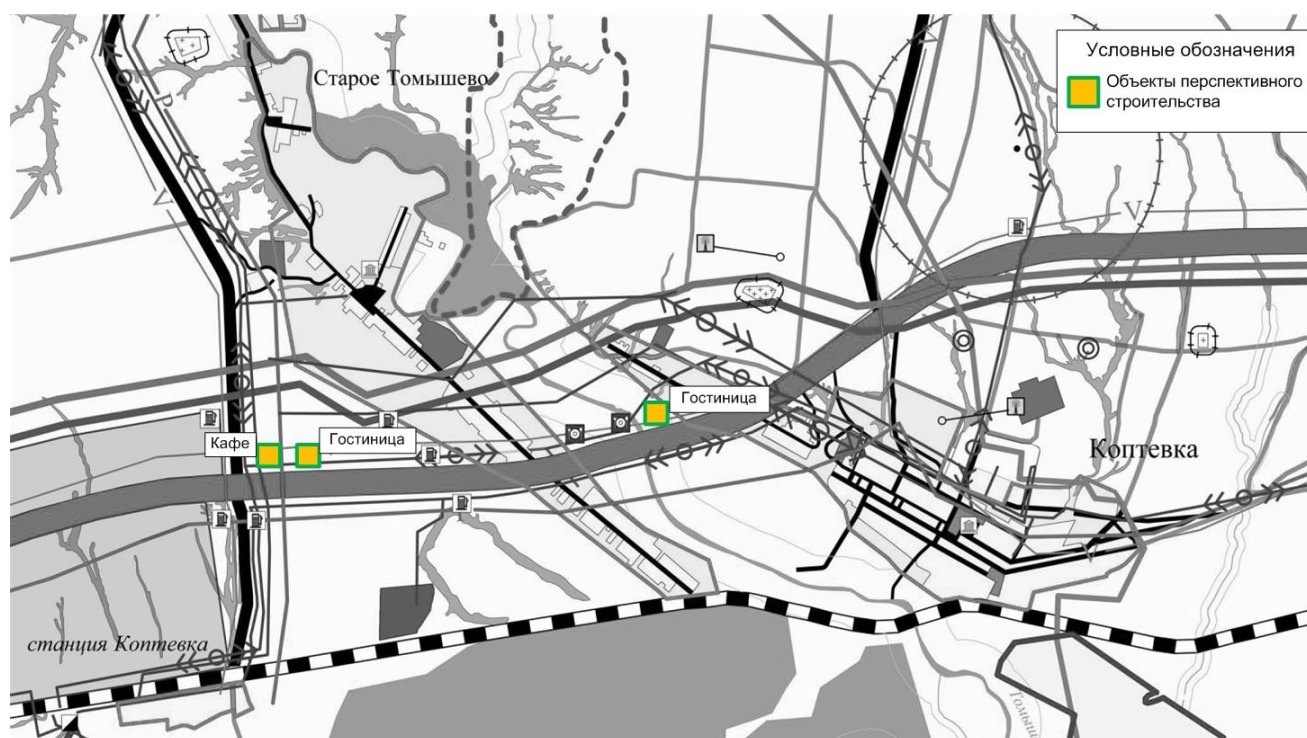 Условные обозначения
Объекты перспективного
строительства
Старое Томышево
V
V
Гостиница
Кафе
Гостиница
Коптевка
станция Коптевка